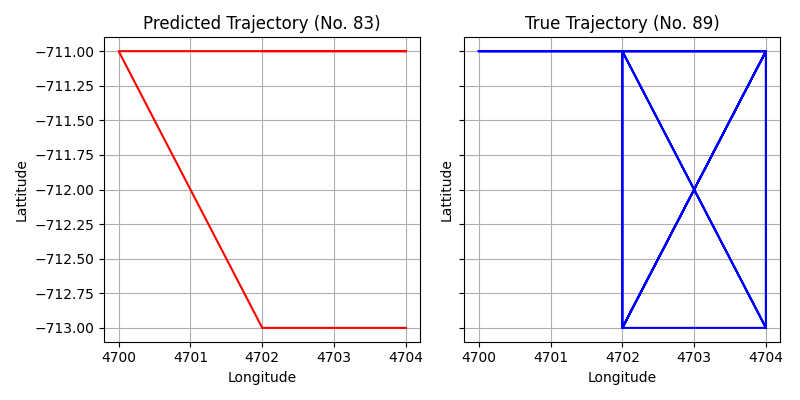 Predicted Trajectory (No. 83)
True Trajectory (No. 89)
Lattitude
−711.00
−711.25
−711.50
−711.75
−712.00
−712.25
−712.50
−712.75
−713.00
4700 4701 4702 4703 4704
Longitude
Lattitude
4700 4701 4702 4703 4704
Longitude